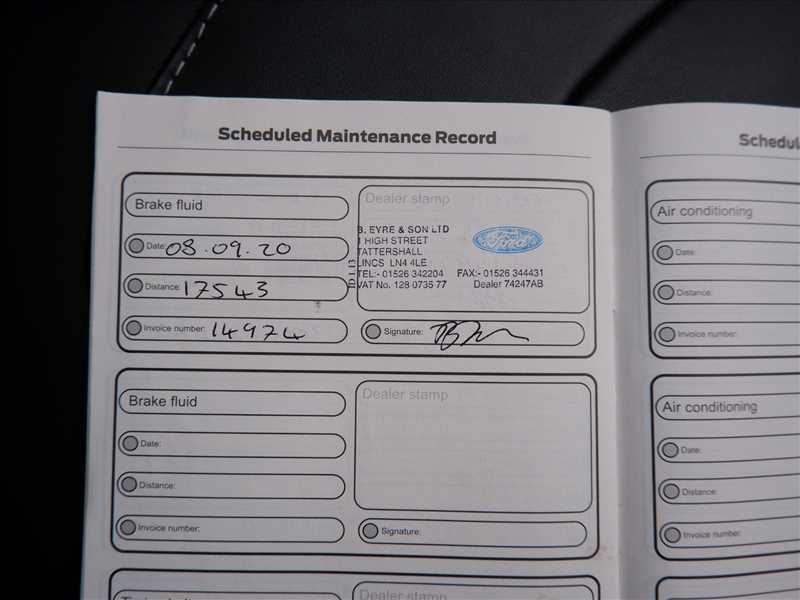 Scheduled Maintenance Record
Brake fluid
Date: 08.09.20
Distance: 17543
Invoice number: 14974
Dealer stamp
B. EYRE & SON LTD
1 HIGH STREET
TATTERSHALL
LINCS LN4 4LE
TEL:- 01526 342204 FAX:- 01526 344431
VAT No. 128 0735 77 Dealer 74247AB
Ford
Signature:
Brake fluid
Date:
Distance:
Invoice number:
Dealer stamp
Signature:
Dealer stamp
Schedul
Air conditioning
Date:
Distance:
Invoice number:
Air conditioning
Date:
Distance:
Invoice number: